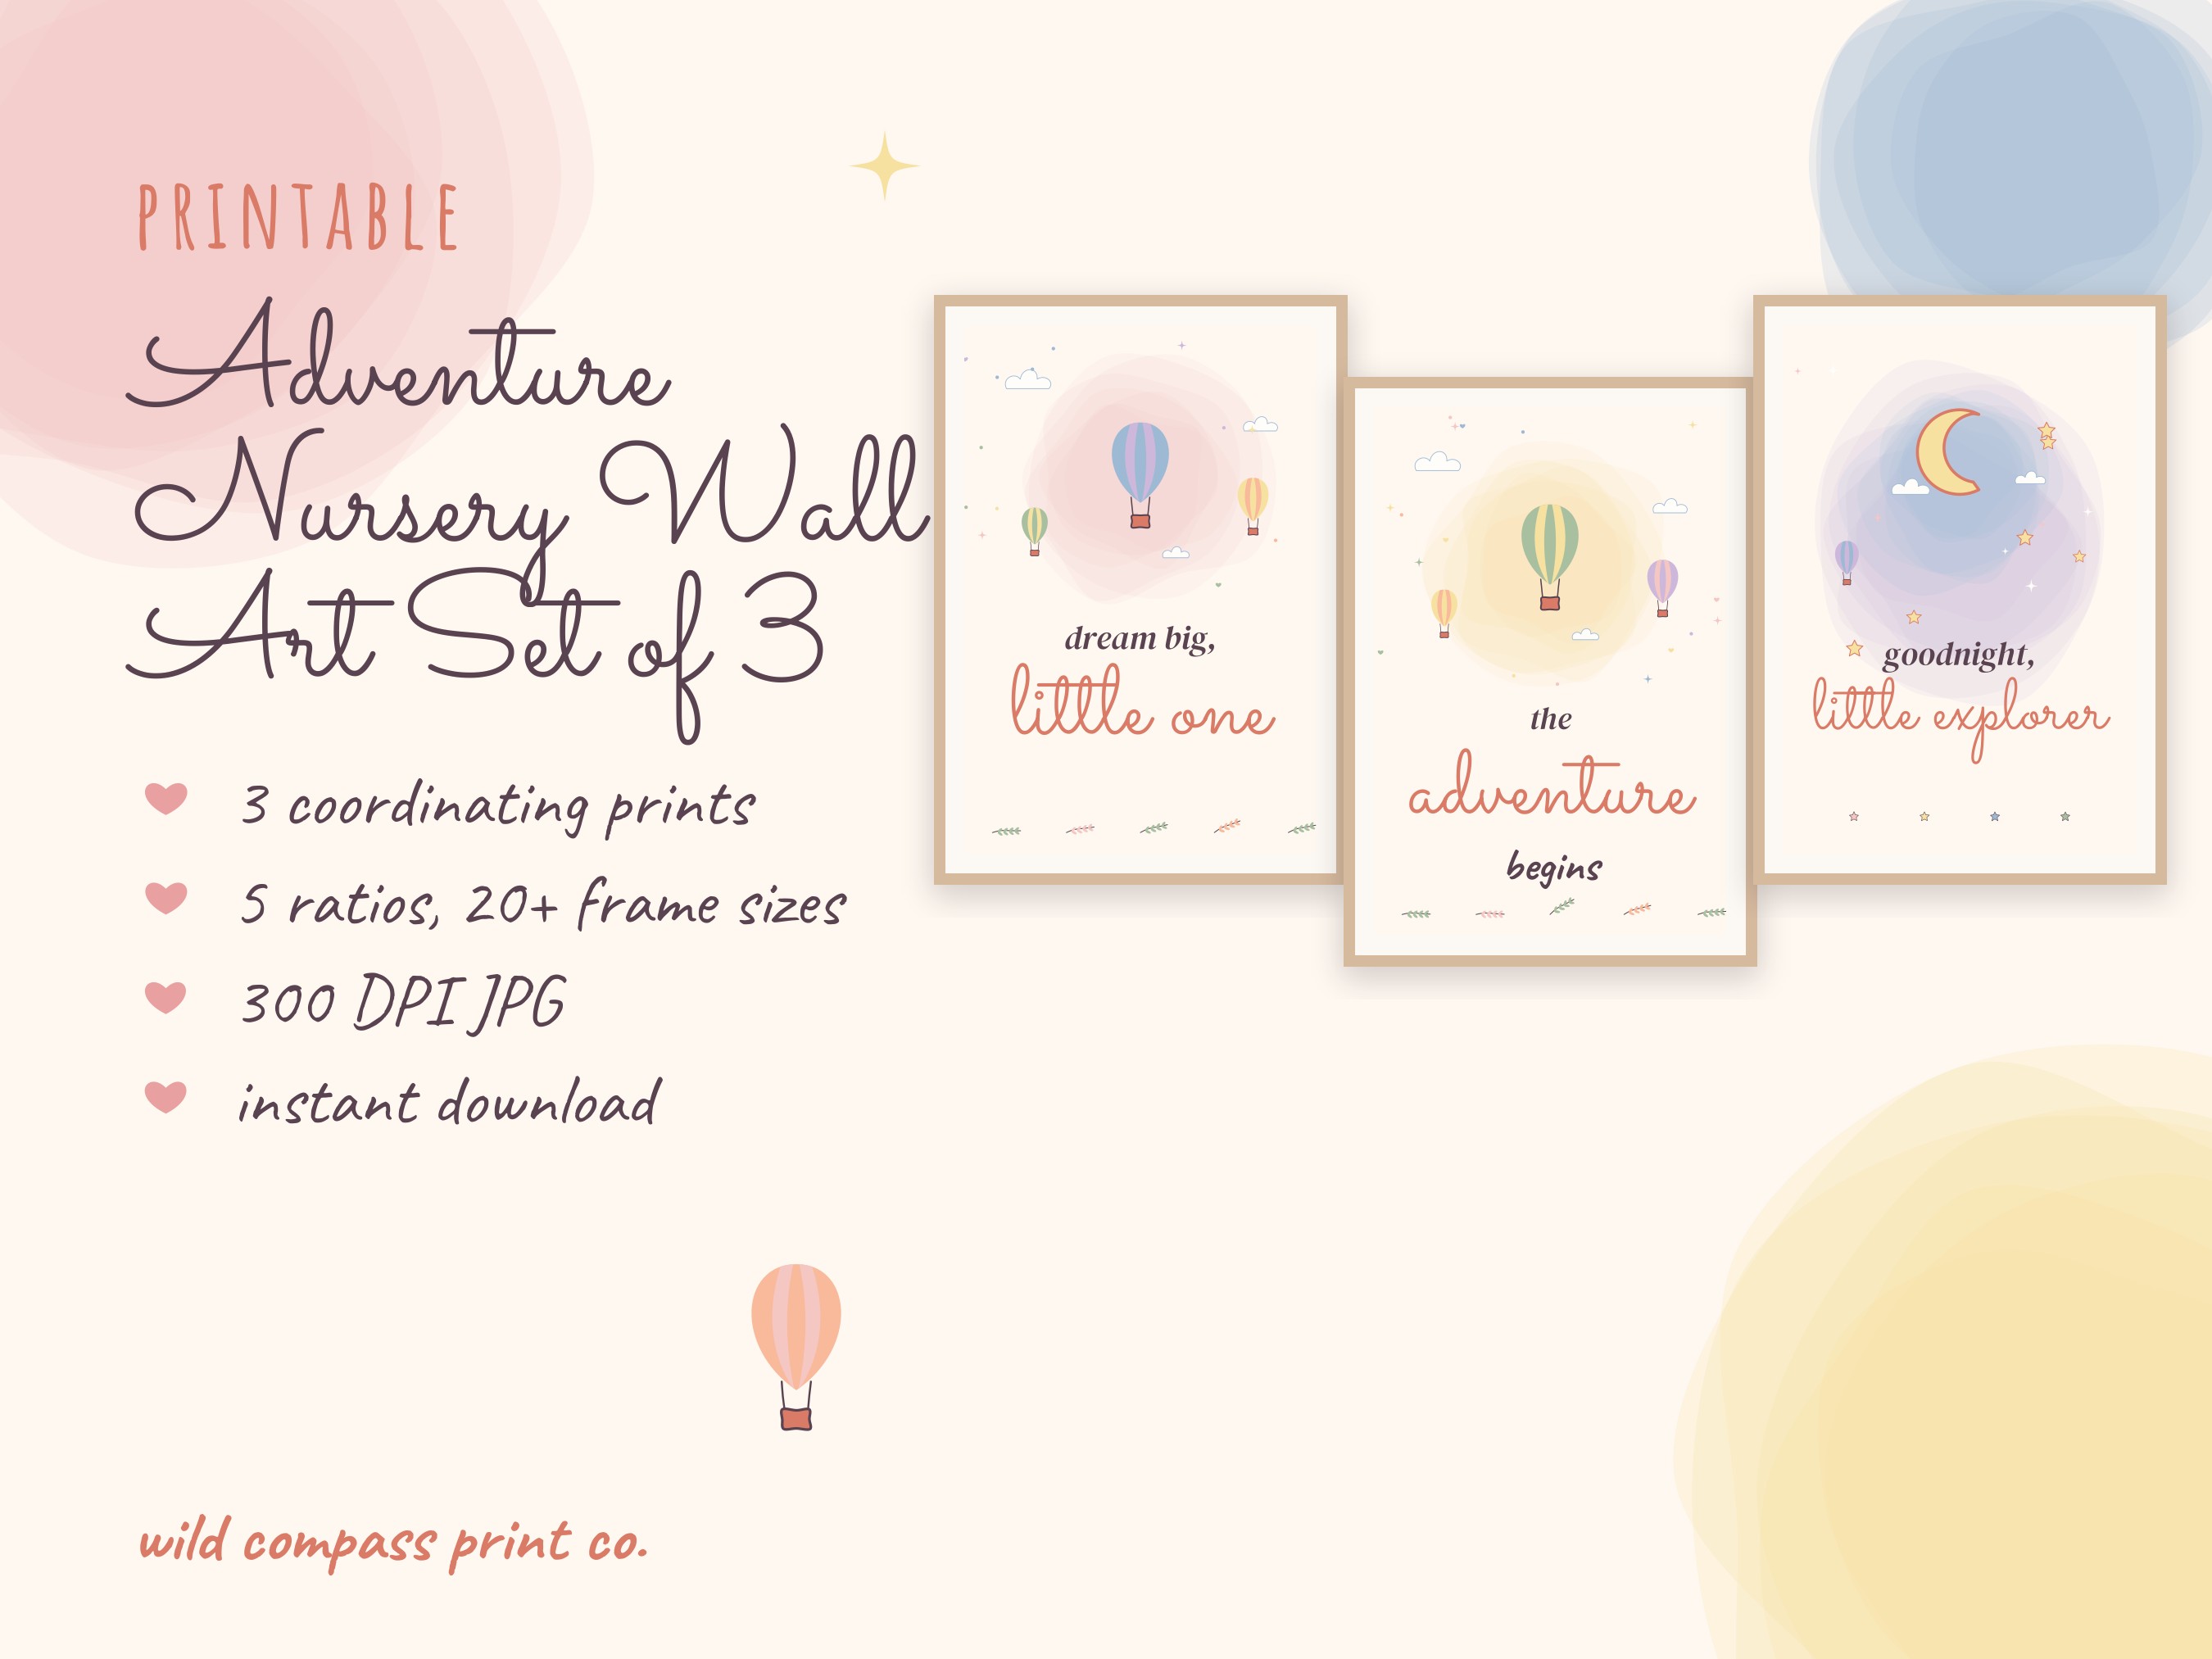 PRINTABLE
Adventure
Nursery Wall
Art Set of 3
3 coordinating prints
5 ratios, 20+ frame sizes
300 DPI JPG
instant download
wild compass print co.
dream big,
little one
the
adventure
begins
goodnight,
little explorer